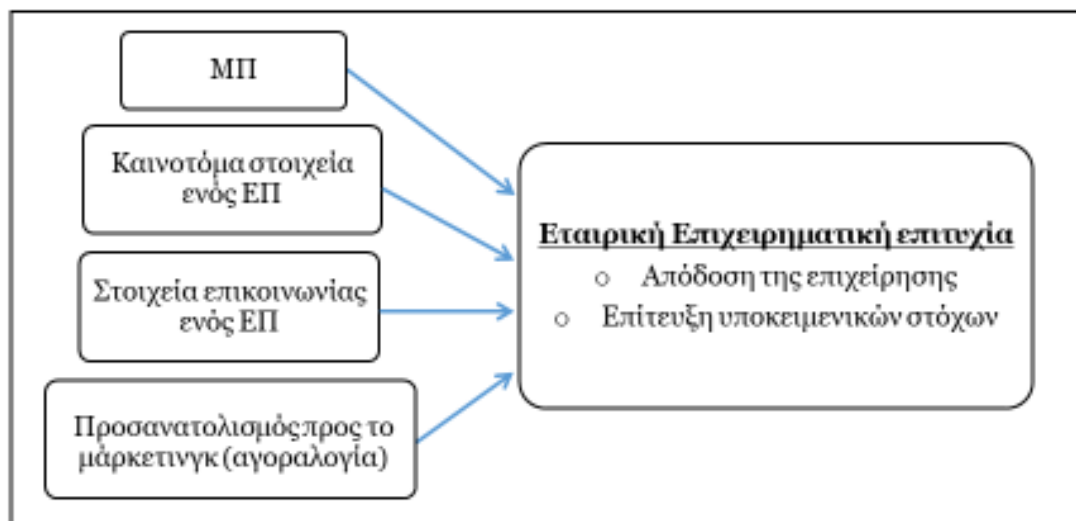 ΜΠ
Καινοτόμα στοιχεία
ενός ΕΠ
Στοιχεία επικοινωνίας
ενός ΕΠ
Προσανατολισμός προς το
μάρκετινγκ (αγοραλογία)
Εταιρική Επιχειρηματική επιτυχία
o Απόδοση της επιχείρησης
o Επίτευξη υποκειμενικών στόχων